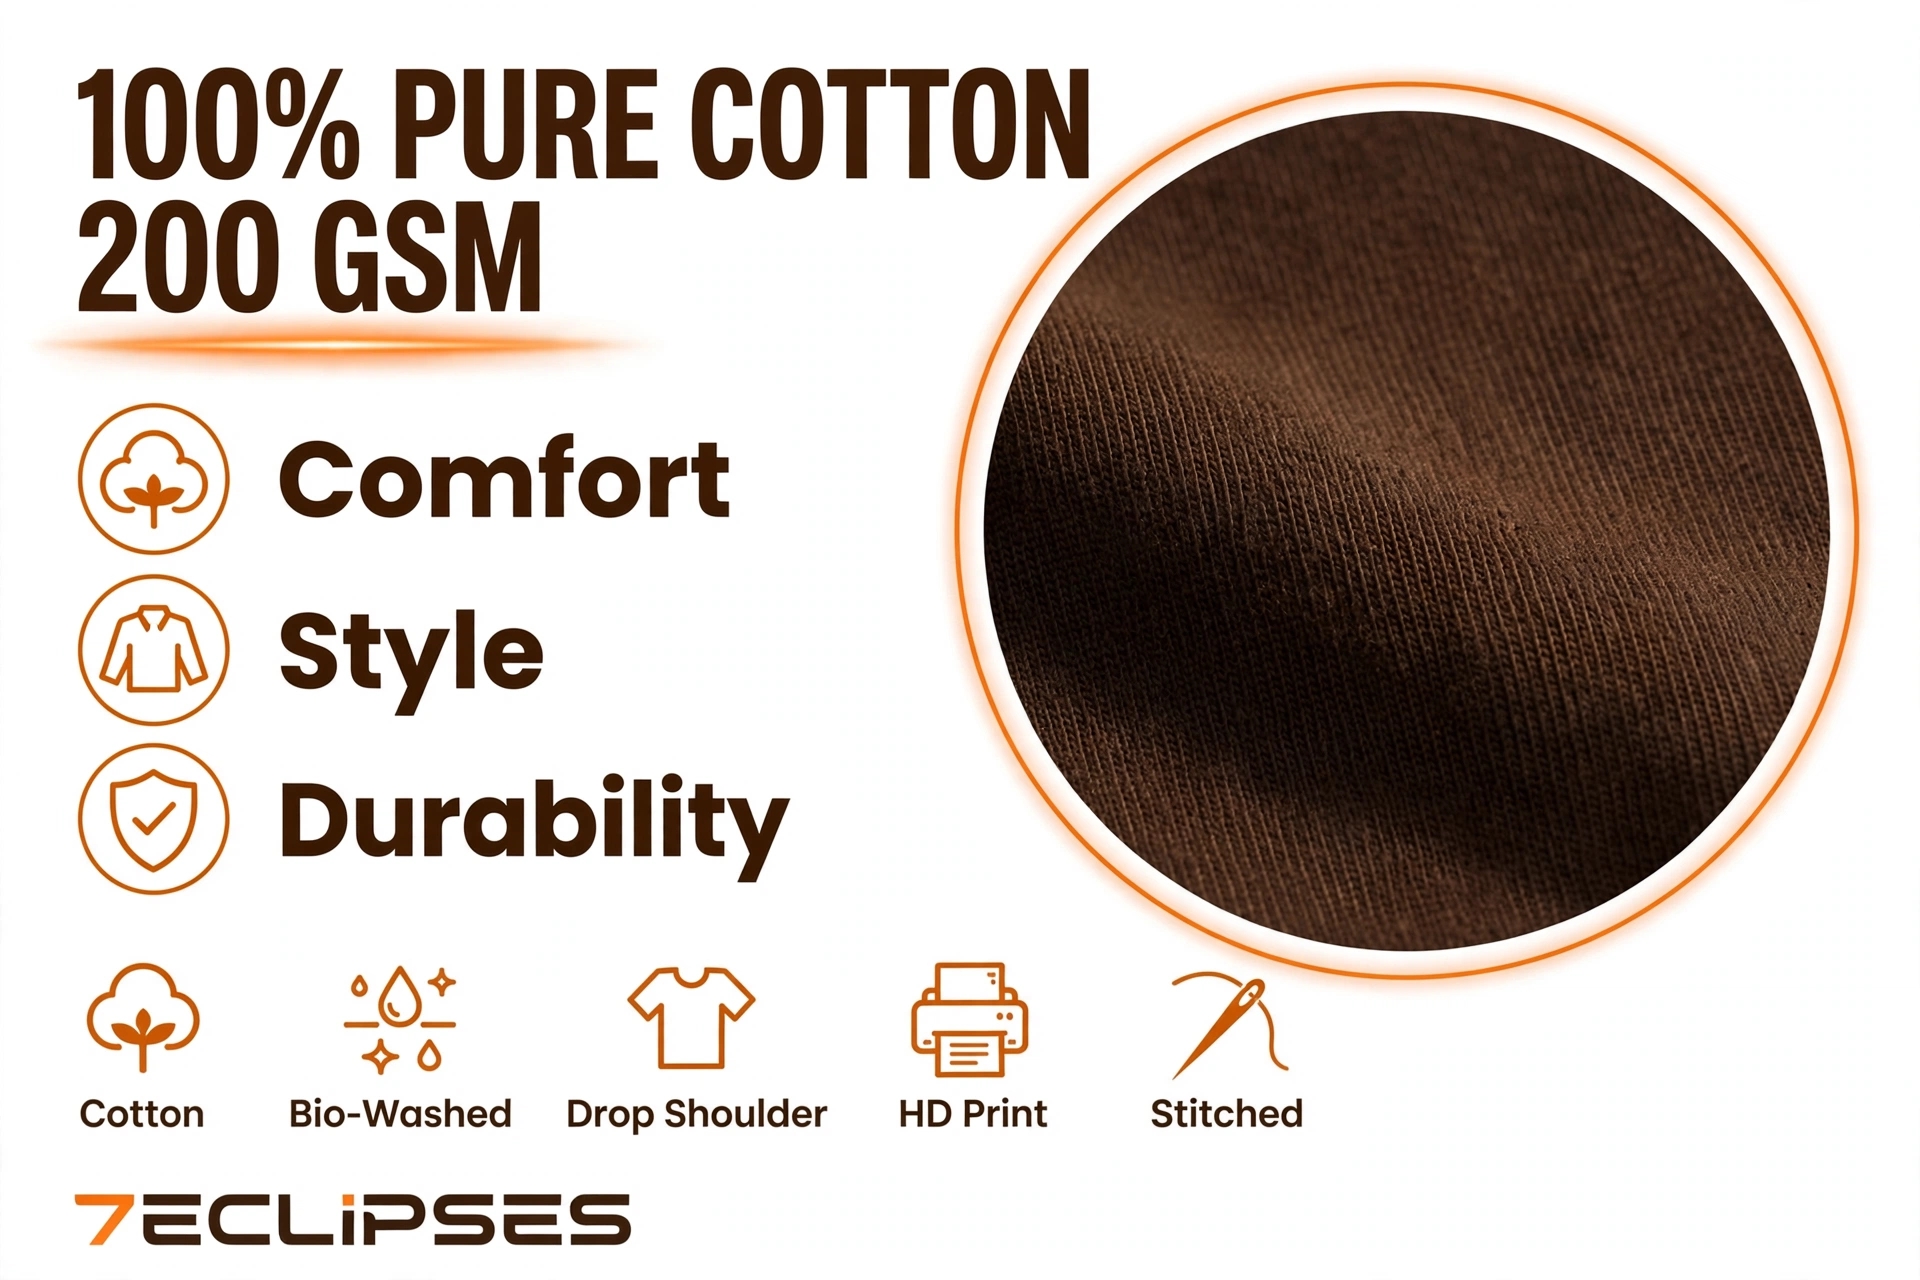 100% PURE COTTON
200 GSM
Comfort
Style
Durability
Cotton
Bio-Washed
Drop Shoulder
HD Print
Stitched
7ECLiPSES